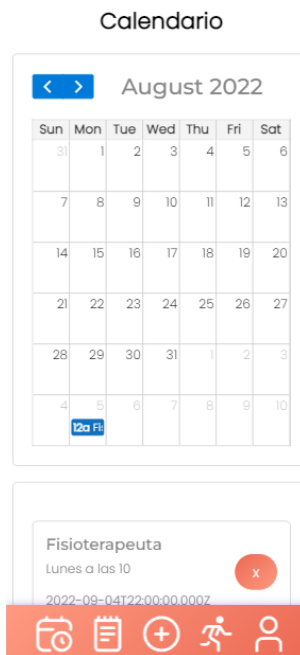 Calendario
< > August 2022
Sun Mon Tue Wed Thu Fri Sat
31 1 2 3 4 5 6
7 8 9 10 11 12 13
14 15 16 17 18 19 20
21 22 23 24 25 26 27
28 29 30 31 1 2 3
4 5 6 7 8 9 10
12a Fis
Fisioterapeuta
Lunes a las 10
x
2022-09-04T22:00:00.000Z